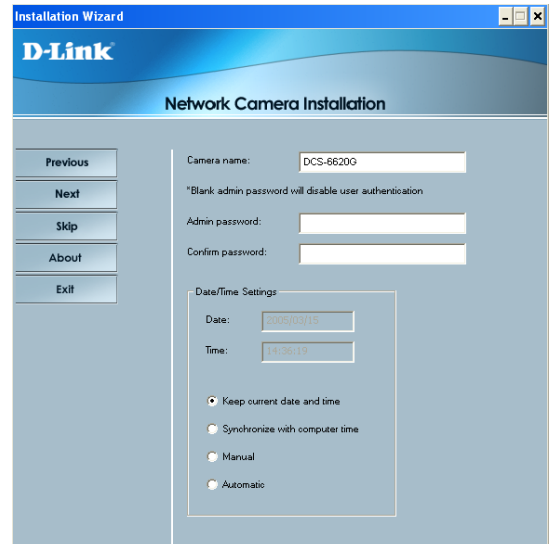 Installation Wizard
D-Link
Network Camera Installation
Previous
Next
Skip
About
Exit
Camera name: DCS-6620G
*Blank admin password will disable user authentication
Admin password:
Confirm password:
Date/Time Settings
Date: 2005/03/15
Time: 14:36:19
Keep current date and time
Synchronize with computer time
Manual
Automatic